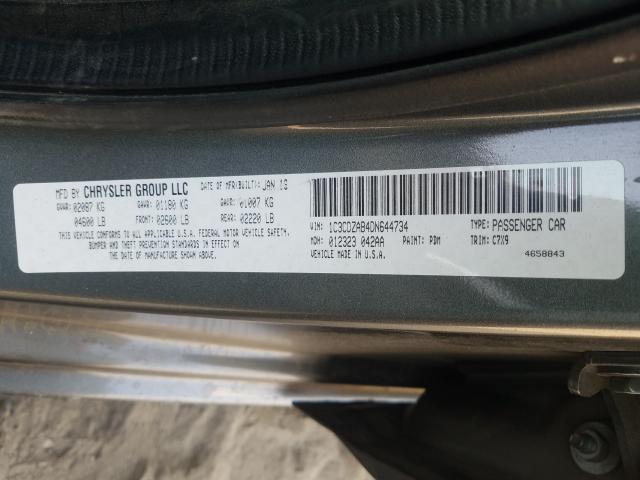 MFD BY CHRYSLER GROUP LLC DATE OF MFR(BUILT): JAN
GVWR: 02087 KG GAWR: 01180 KG GAWR: 01007 KG
04600 LB FRONT: 02600 LB REAR: 02220 LB
THIS VEHICLE CONFORMS TO ALL APPLICABLE U.S.A. FEDERAL MOTOR VEHICLE SAFETY,
BUMPER AND THEFT PREVENTION STANDARDS IN EFFECT ON
THE DATE OF MANUFACTURE SHOWN ABOVE.
VIN: 1C3CDZAB4DN644734 TYPE: PASSENGER CAR
MDH: 012323 042AA PAINT: PDM TRIM: C7X9
VEHICLE MADE IN U.S.A. 4658843